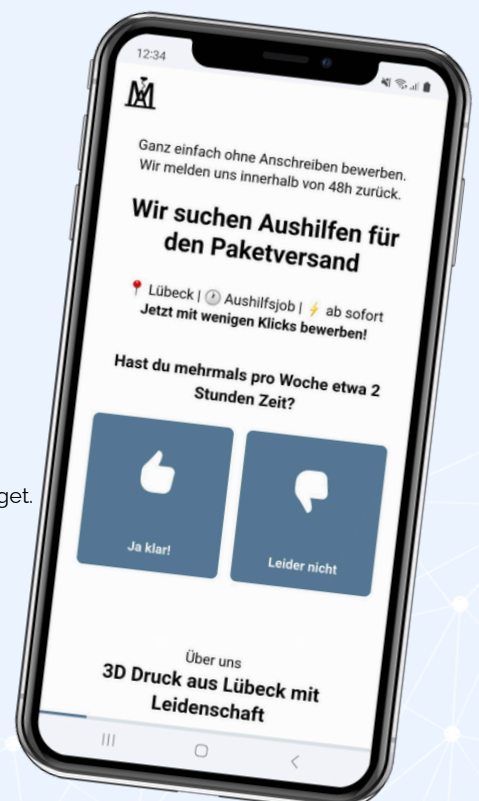 12:34
Ganz einfach ohne Anschreiben bewerben.
Wir melden uns innerhalb von 48h zurück.
Wir suchen Aushilfen für
den Paketversand
📍 Lübeck | 🕐 Aushilfsjob | ⚡ ab sofort
Jetzt mit wenigen Klicks bewerben!
Hast du mehrmals pro Woche etwa 2
Stunden Zeit?
Ja klar!
Leider nicht
get.
Über uns
3D Druck aus Lübeck mit
Leidenschaft